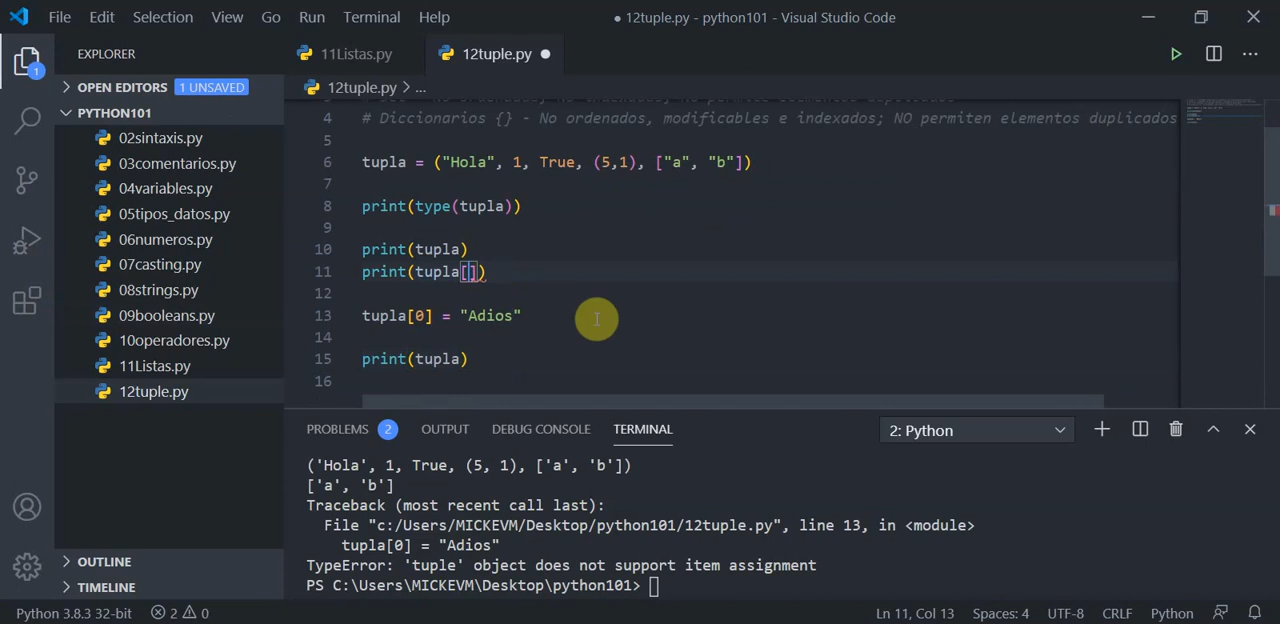 File Edit Selection View Go Run Terminal Help
● 12tuple.py - python101 - Visual Studio Code
EXPLORER
11Listas.py
12tuple.py
1
OPEN EDITORS 1 UNSAVED
12tuple.py > ...
PYTHON101
02sintaxis.py
03comentarios.py
04variables.py
05tipos_datos.py
06numeros.py
07casting.py
08strings.py
09booleans.py
10operadores.py
11Listas.py
12tuple.py
OUTLINE
TIMELINE
4 # Diccionarios {} - No ordenados, modificables e indexados; NO permiten elementos duplicados
5
6 tupla = ("Hola", 1, True, (5,1), ["a", "b"])
7
8 print(type(tupla))
9
10 print(tupla)
11 print(tupla[])
12
13 tupla[0] = "Adios"
14
15 print(tupla)
16
PROBLEMS 2 OUTPUT DEBUG CONSOLE TERMINAL 2: Python
('Hola', 1, True, (5, 1), ['a', 'b'])
['a', 'b']
Traceback (most recent call last):
File "c:/Users/MICKEVM/Desktop/python101/12tuple.py", line 13, in <module>
tupla[0] = "Adios"
TypeError: 'tuple' object does not support item assignment
PS C:\Users\MICKEVM\Desktop\python101>
Python 3.8.3 32-bit 2 0 Ln 11, Col 13 Spaces: 4 UTF-8 CRLF Python